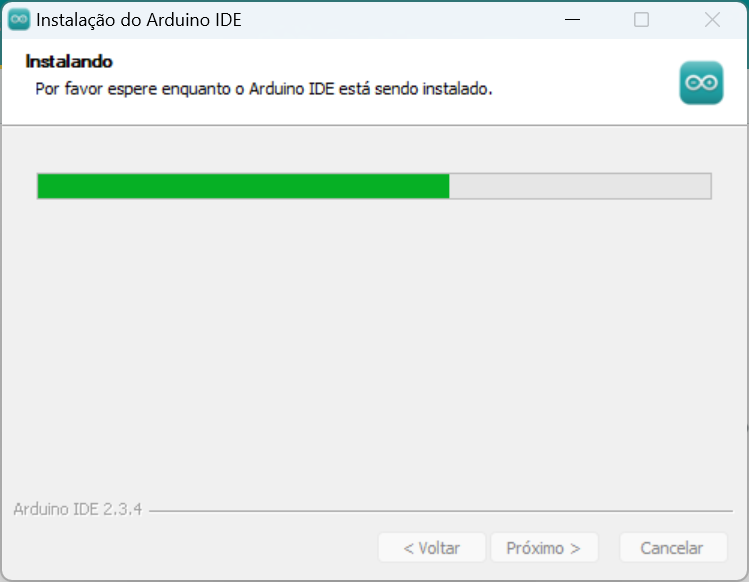 Instalação do Arduino IDE
Instalando
Por favor espere enquanto o Arduino IDE está sendo instalado.
Arduino IDE 2.3.4
< Voltar
Próximo >
Cancelar